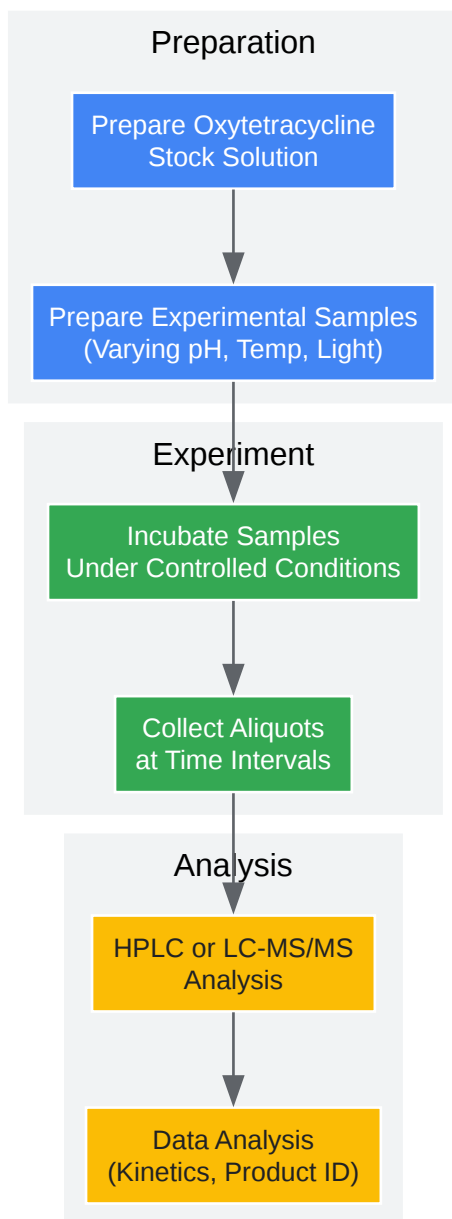 Preparation
Prepare Oxytetracycline
Stock Solution
Prepare Experimental Samples
(Varying pH, Temp, Light)
Experiment
Incubate Samples
Under Controlled Conditions
Collect Aliquots
at Time Intervals
Analysis
HPLC or LC-MS/MS
Analysis
Data Analysis
(Kinetics, Product ID)